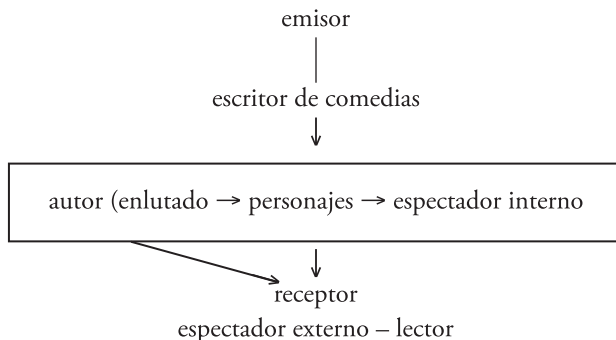 emisor
escritor de comedias
autor (enlutado → personajes → espectador interno
receptor
espectador externo – lector